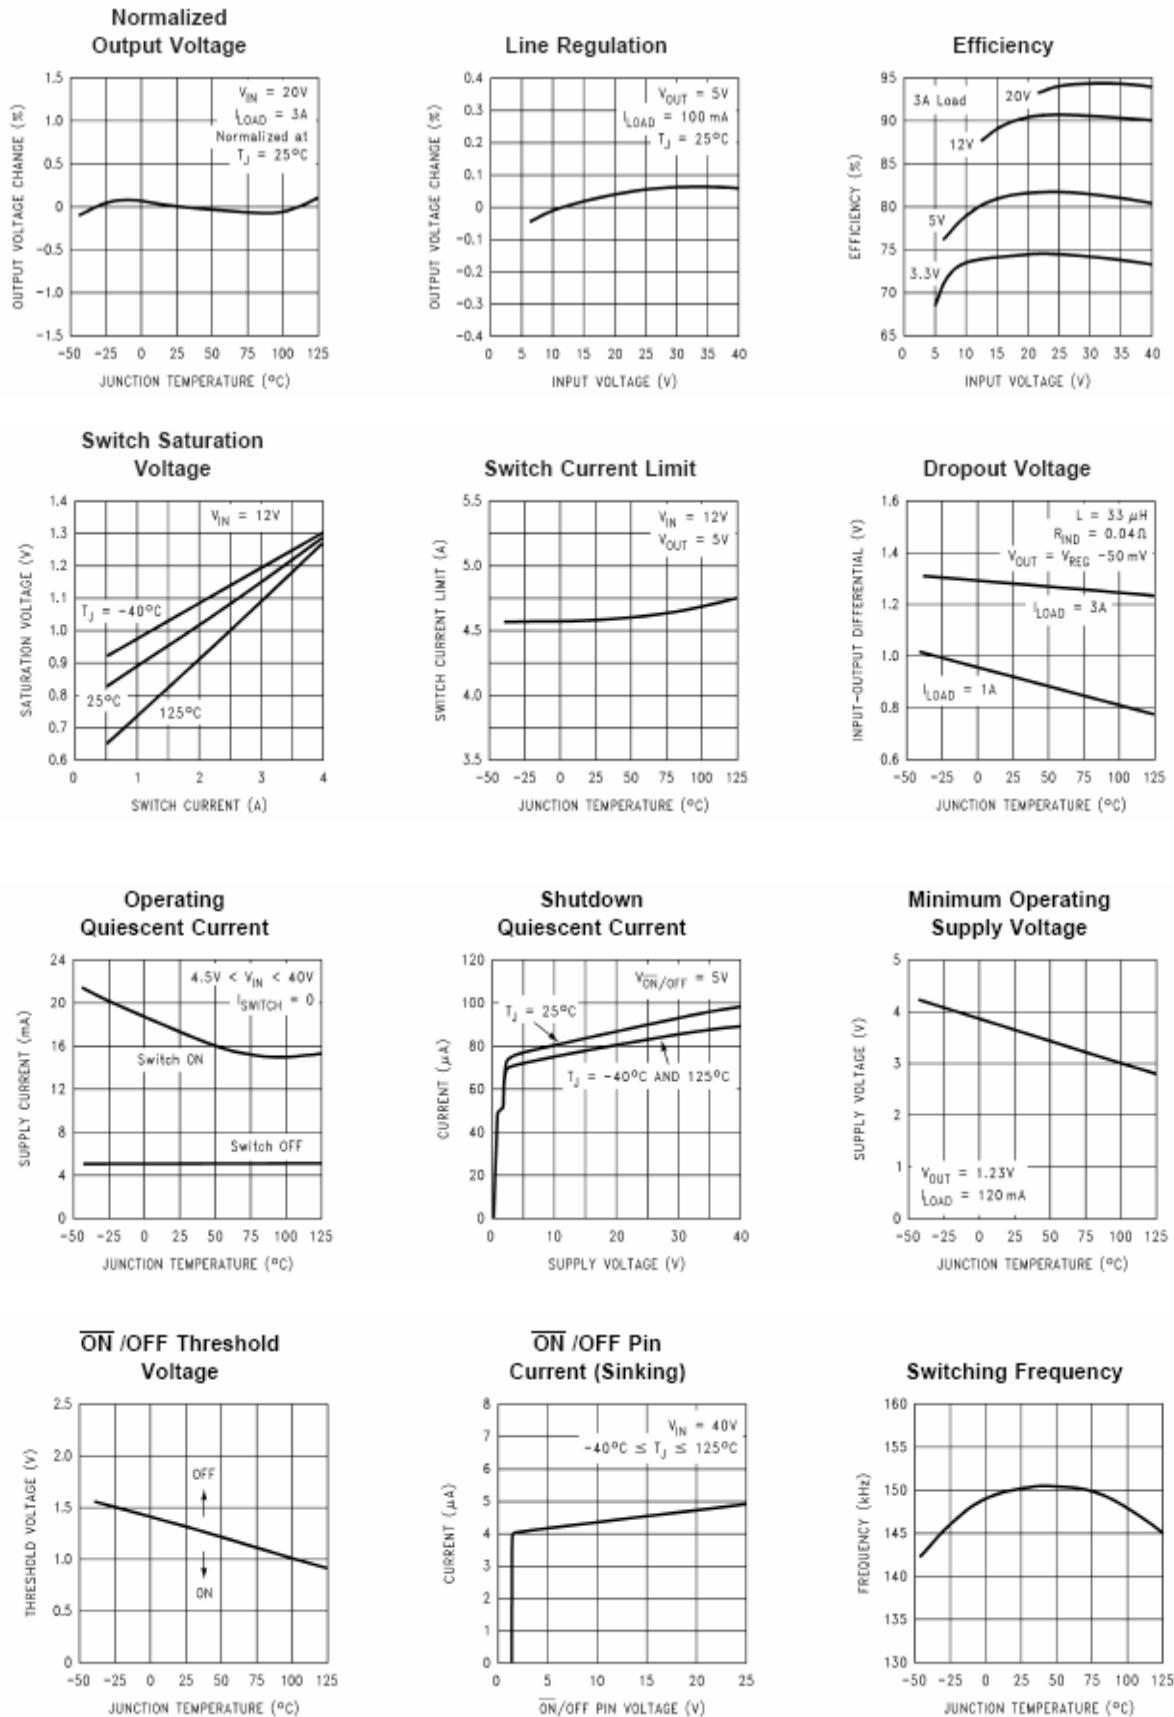 Normalized
Output Voltage
1.5
1.0
0.5
0
-0.5
-1.0
-1.5
OUTPUT VOLTAGE CHANGE (%)
V_IN = 20V
I_LOAD = 3A
Normalized at
T_J = 25°C
-50 -25 0 25 50 75 100 125
JUNCTION TEMPERATURE (°C)
Line Regulation
0.4
0.3
0.2
0.1
0
-0.1
-0.2
-0.3
-0.4
OUTPUT VOLTAGE CHANGE (%)
V_OUT = 5V
I_LOAD = 100 mA
T_J = 25°C
0 5 10 15 20 25 30 35 40
INPUT VOLTAGE (V)
Efficiency
95
90
85
80
75
70
65
EFFICIENCY (%)
3A Load
20V
12V
5V
3.3V
0 5 10 15 20 25 30 35 40
INPUT VOLTAGE (V)
Switch Saturation
Voltage
1.4
1.3
1.2
1.1
1.0
0.9
0.8
0.7
0.6
SATURATION VOLTAGE (V)
V_IN = 12V
T_J = -40°C
25°C
125°C
0 1 2 3 4
SWITCH CURRENT (A)
Switch Current Limit
5.5
5.0
4.5
4.0
3.5
SWITCH CURRENT LIMIT (A)
V_IN = 12V
V_OUT = 5V
-50 -25 0 25 50 75 100 125
JUNCTION TEMPERATURE (°C)
Dropout Voltage
1.6
1.4
1.2
1.0
0.8
0.6
INPUT-OUTPUT DIFFERENTIAL (V)
L = 33 μH
R_IND = 0.04Ω
V_OUT = V_REG -50 mV
I_LOAD = 3A
I_LOAD = 1A
-50 -25 0 25 50 75 100 125
JUNCTION TEMPERATURE (°C)
Operating
Quiescent Current
24
20
16
12
8
4
0
SUPPLY CURRENT (mA)
4.5V < V_IN < 40V
I_SWITCH = 0
Switch ON
Switch OFF
-50 -25 0 25 50 75 100 125
JUNCTION TEMPERATURE (°C)
Shutdown
Quiescent Current
120
100
80
60
40
20
0
CURRENT (μA)
V_ON/OFF = 5V
T_J = 25°C
T_J = -40°C AND 125°C
0 10 20 30 40
SUPPLY VOLTAGE (V)
Minimum Operating
Supply Voltage
5
4
3
2
1
0
SUPPLY VOLTAGE (V)
V_OUT = 1.23V
I_LOAD = 120 mA
-50 -25 0 25 50 75 100 125
JUNCTION TEMPERATURE (°C)
ON /OFF Threshold
Voltage
2.5
2.0
1.5
1.0
0.5
0
THRESHOLD VOLTAGE (V)
OFF
ON
-50 -25 0 25 50 75 100 125
JUNCTION TEMPERATURE (°C)
ON /OFF Pin
Current (Sinking)
8
7
6
5
4
3
2
1
0
CURRENT (μA)
V_IN = 40V
-40°C ≤ T_J ≤ 125°C
0 5 10 15 20 25
ON/OFF PIN VOLTAGE (V)
Switching Frequency
160
155
150
145
140
135
130
FREQUENCY (kHz)
-50 -25 0 25 50 75 100 125
JUNCTION TEMPERATURE (°C)